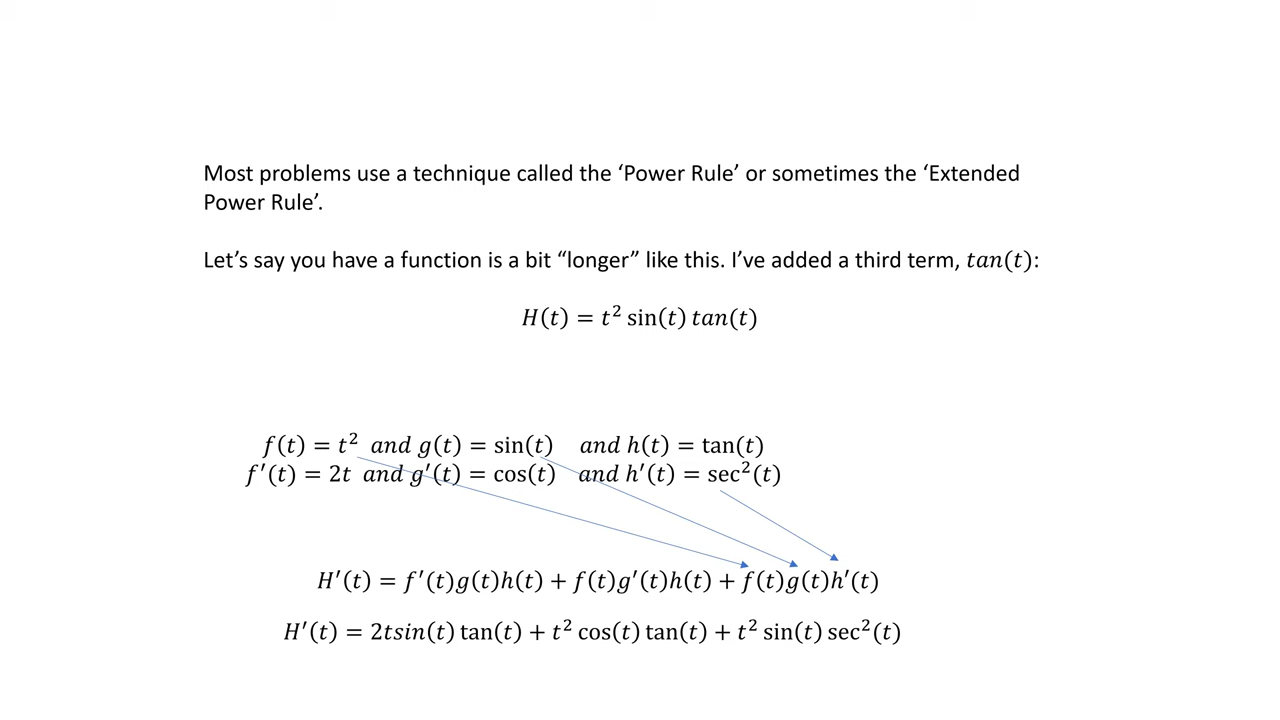 Most problems use a technique called the ‘Power Rule’ or sometimes the ‘Extended
Power Rule’.
Let’s say you have a function is a bit “longer” like this. I’ve added a third term, tan(t):
H(t) = t² sin(t) tan(t)
f(t) = t² and g(t) = sin(t) and h(t) = tan(t)
f′(t) = 2t and g′(t) = cos(t) and h′(t) = sec²(t)
H′(t) = f′(t)g(t)h(t) + f(t)g′(t)h(t) + f(t)g(t)h′(t)
H′(t) = 2tsin(t) tan(t) + t² cos(t) tan(t) + t² sin(t) sec²(t)